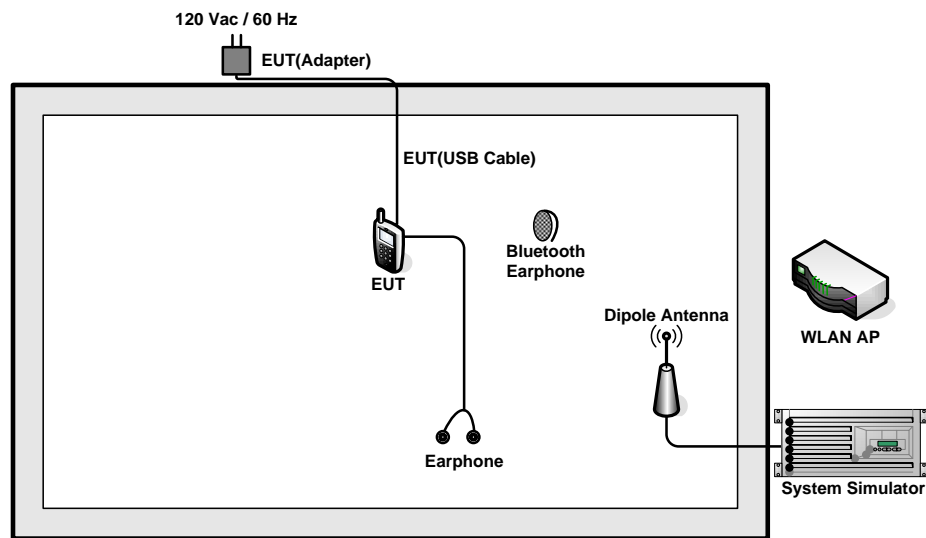 120 Vac / 60 Hz
EUT(Adapter)
EUT(USB Cable)
Bluetooth
Earphone
EUT
Dipole Antenna
WLAN AP
Earphone
System Simulator